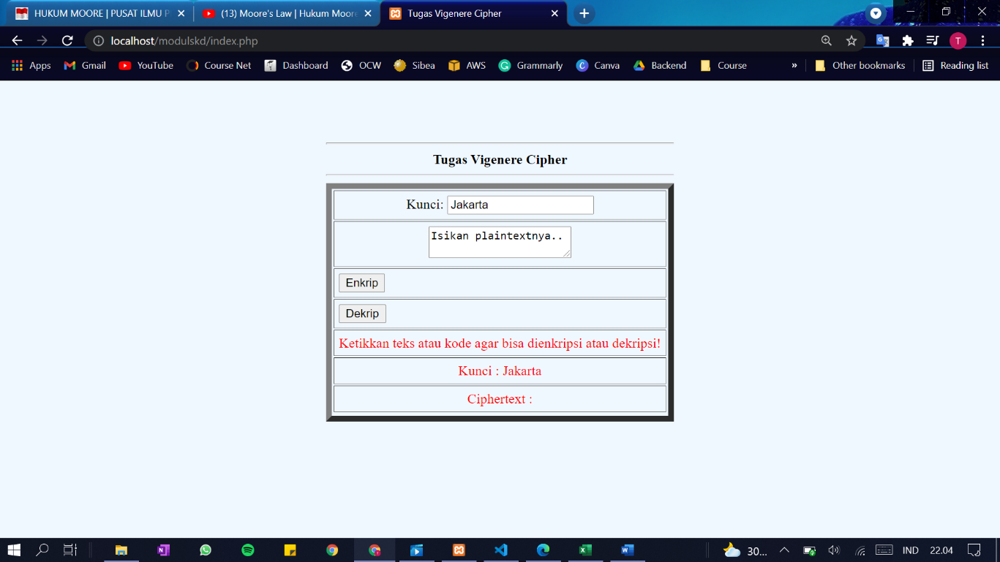 HUKUM MOORE | PUSAT ILMU P
(13) Moore's Law | Hukum Moore
Tugas Vigenere Cipher
localhost/modulskd/index.php
T
Apps
Gmail
YouTube
Course Net
Dashboard
OCW
Sibea
AWS
Grammarly
Canva
Backend
Course
»
Other bookmarks
Reading list
Tugas Vigenere Cipher
Kunci: Jakarta
Isikan plaintextnya..
Enkrip
Dekrip
Ketikkan teks atau kode agar bisa dienkripsi atau dekripsi!
Kunci : Jakarta
Ciphertext :
30...
IND
22.04